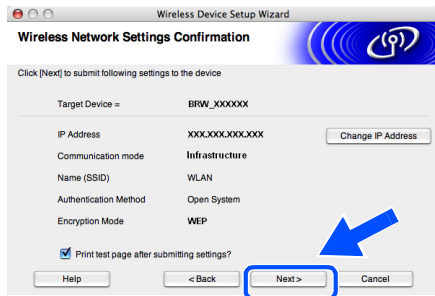 Wireless Device Setup Wizard
Wireless Network Settings Confirmation
Click [Next] to submit following settings to the device
Target Device = BRW_XXXXXX
IP Address XXX.XXX.XXX.XXX Change IP Address
Communication mode Infrastructure
Name (SSID) WLAN
Authentication Method Open System
Encryption Mode WEP
Print test page after submitting settings?
Help < Back Next > Cancel